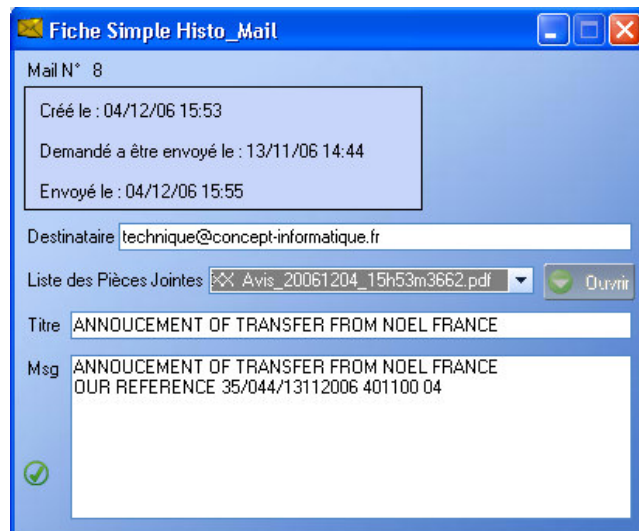 Fiche Simple Histo_Mail
Mail N° 8
Créé le : 04/12/06 15:53
Demandé a être envoyé le : 13/11/06 14:44
Envoyé le : 04/12/06 15:55
Destinataire technique@concept-informatique.fr
Liste des Pièces Jointes XX Avis_20061204_15h53m3662.pdf Ouvrir
Titre ANNOUCEMENT OF TRANSFER FROM NOEL FRANCE
Msg ANNOUCEMENT OF TRANSFER FROM NOEL FRANCE
OUR REFERENCE 35/044/13112006 401100 04